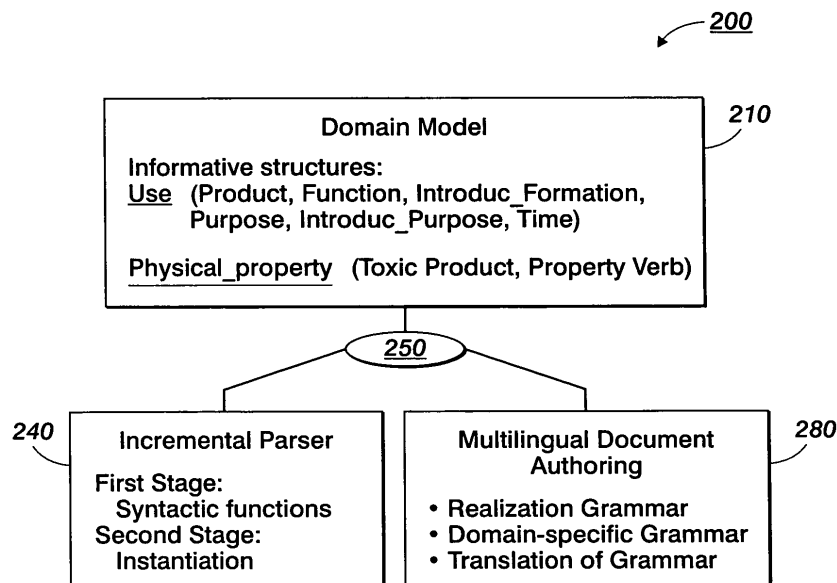 200
210
Domain Model
Informative structures:
Use (Product, Function, Introduc_Formation,
Purpose, Introduc_Purpose, Time)
Physical_property (Toxic Product, Property Verb)
250
240
Incremental Parser
First Stage:
Syntactic functions
Second Stage:
Instantiation
280
Multilingual Document
Authoring
• Realization Grammar
• Domain-specific Grammar
• Translation of Grammar